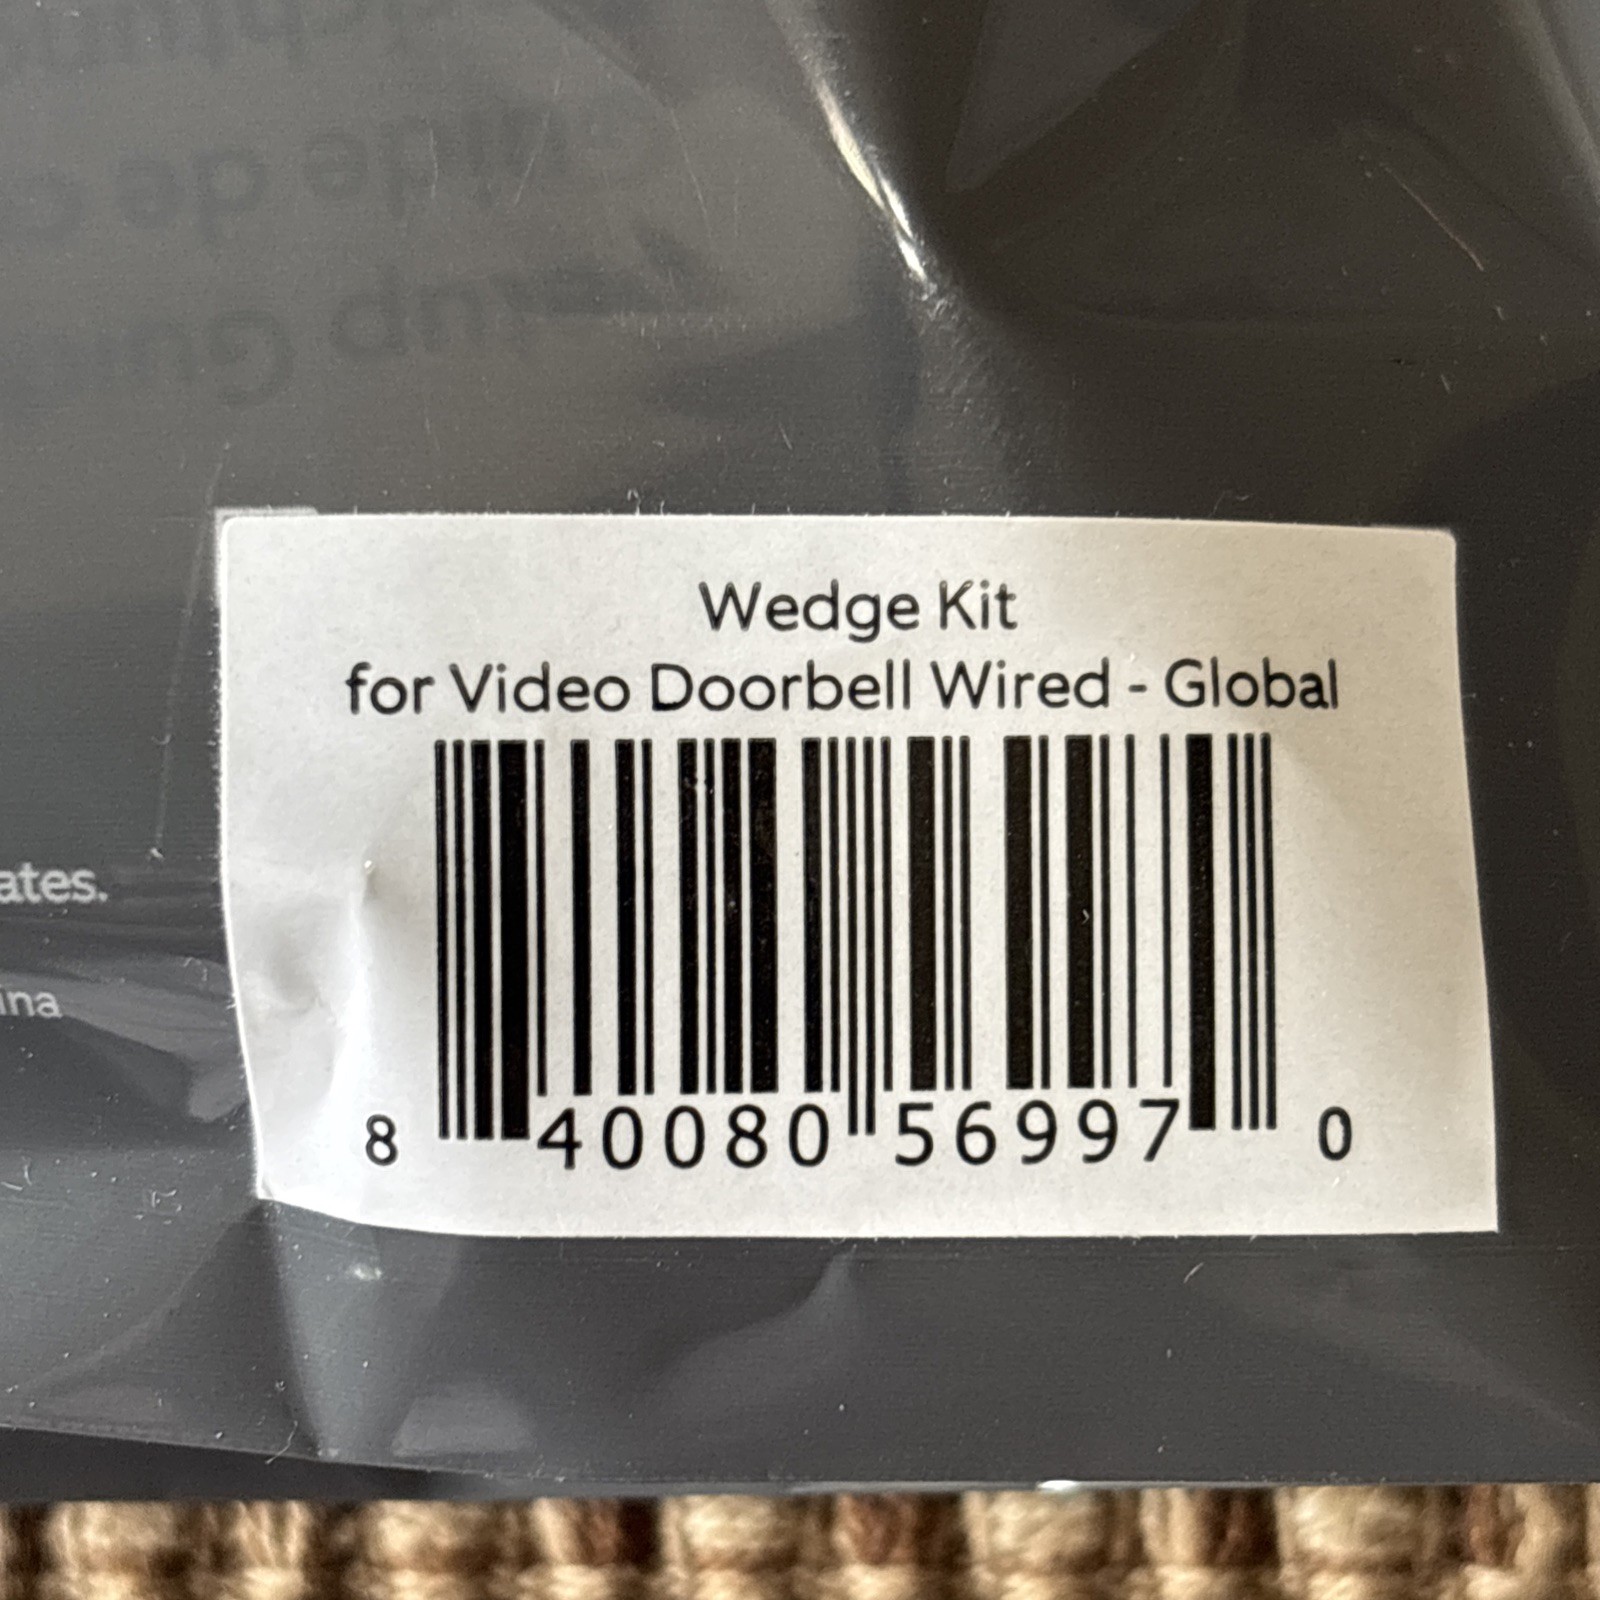 ates.
ina
Wedge Kit
for Video Doorbell Wired - Global
8 40080 56997 0